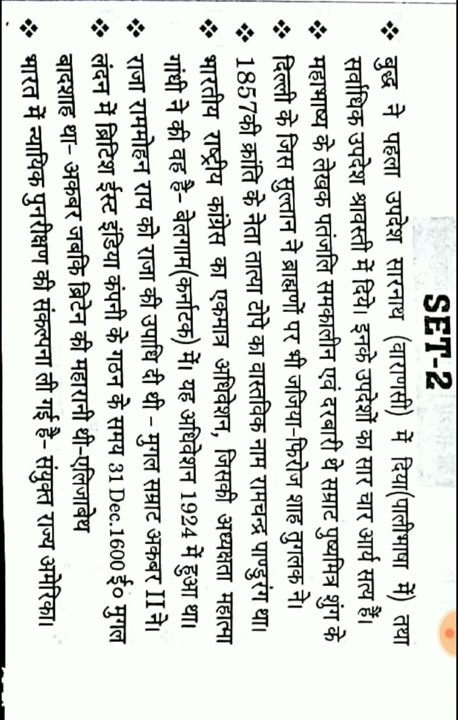 SET-2
❖ बुद्ध ने पहला उपदेश सारनाथ (वाराणसी) में दिया(पालीभाषा में) तथा
सर्वाधिक उपदेश श्रावस्ती में दिये। इनके उपदेशों का सार चार आर्य सत्य हैं।
❖ महाभाष्य के लेखक पतंजलि समकालीन एवं दरबारी थे सम्राट पुष्यमित्र शुंग के
❖ दिल्ली के जिस सुल्तान ने ब्राह्मणों पर भी जजिया-फिरोज शाह तुगलक ने।
❖ 1857की क्रांति के नेता तात्या टोपे का वास्तविक नाम रामचन्द्र पाण्डुरंग था।
❖ भारतीय राष्ट्रीय कांग्रेस का एकमात्र अधिवेशन, जिसकी अध्यक्षता महात्मा
गांधी ने की वह है- बेलगाम(कर्नाटक) में। यह अधिवेशन 1924 में हुआ था।
❖ राजा राममोहन राय को राजा की उपाधि दी थी - मुगल सम्राट अकबर II ने।
❖ लंदन में ब्रिटिश ईस्ट इंडिया कंपनी के गठन के समय 31 Dec.1600 ई० मुगल
बादशाह था- अकबर जबकि ब्रिटेन की महारानी थी-एलिजाबेथ
❖ भारत में न्यायिक पुनरीक्षण की संकल्पना ली गई है- संयुक्त राज्य अमेरिका।